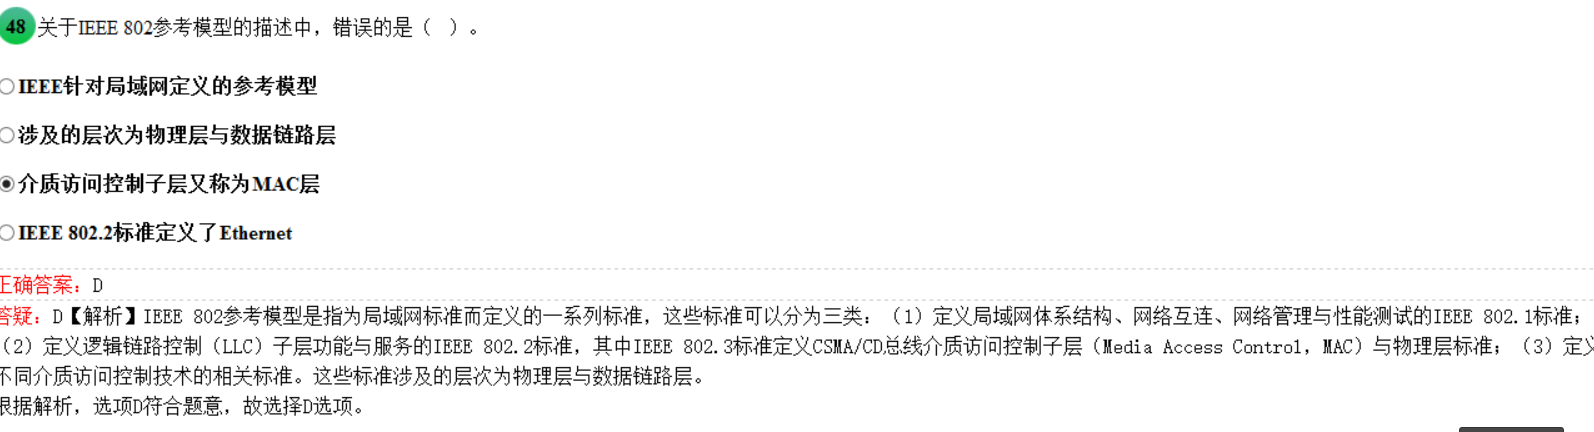 48 关于IEEE 802参考模型的描述中，错误的是（ ）。
IEEE针对局域网定义的参考模型
涉及的层次为物理层与数据链路层
介质访问控制子层又称为MAC层
IEEE 802.2标准定义了Ethernet
正确答案：D
答疑：D【解析】IEEE 802参考模型是指为局域网标准而定义的一系列标准，这些标准可以分为三类：（1）定义局域网体系结构、网络互连、网络管理与性能测试的IEEE 802.1标准；
（2）定义逻辑链路控制（LLC）子层功能与服务的IEEE 802.2标准，其中IEEE 802.3标准定义CSMA/CD总线介质访问控制子层（Media Access Control，MAC）与物理层标准；（3）定义
不同介质访问控制技术的相关标准。这些标准涉及的层次为物理层与数据链路层。
根据解析，选项D符合题意，故选择D选项。